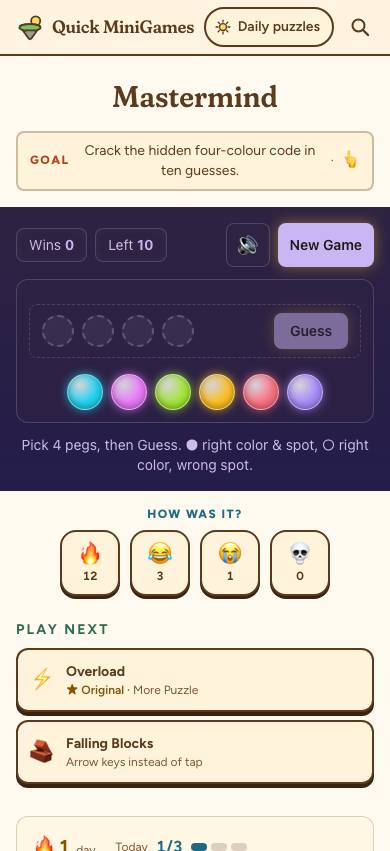 Quick MiniGames
Daily puzzles
Mastermind
GOAL
Crack the hidden four-colour code in
ten guesses.
Wins 0
Left 10
New Game
Guess
Pick 4 pegs, then Guess. ● right color & spot, ○ right
color, wrong spot.
HOW WAS IT?
12
3
1
0
PLAY NEXT
Overload
★ Original · More Puzzle
Falling Blocks
Arrow keys instead of tap
1 day
Today 1/3